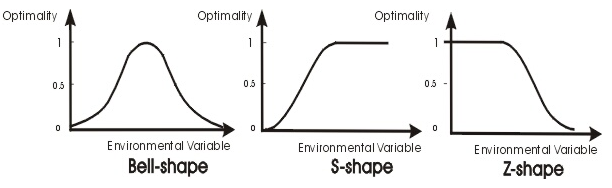 Optimality
1
0.5
0
Environmental Variable
Bell-shape
Optimality
1
0.5
0
Environmental Variable
S-shape
Optimality
1
0.5
0
Environmental Variable
Z-shape